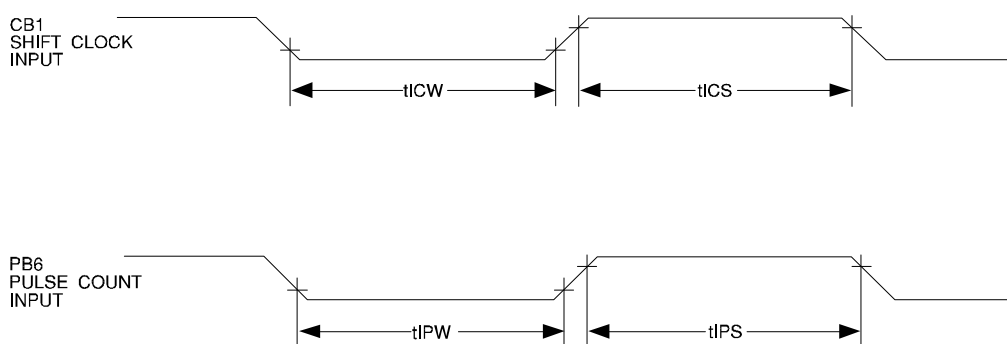 CB1
SHIFT CLOCK
INPUT
tICW
tICS
PB6
PULSE COUNT
INPUT
tIPW
tIPS